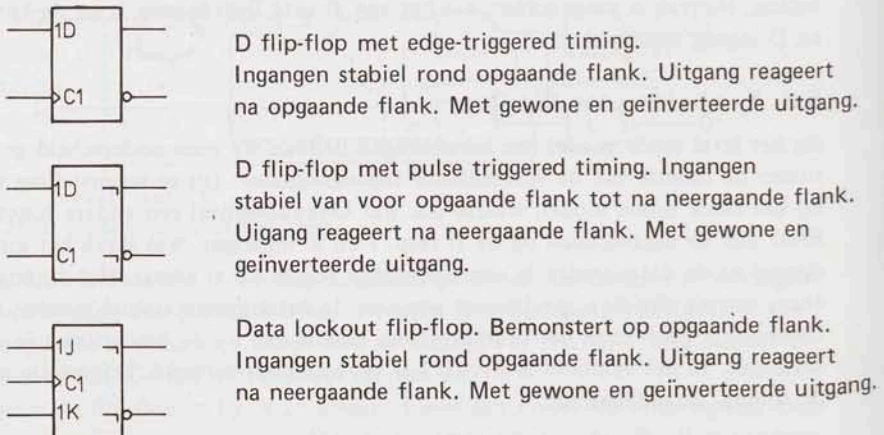 1D
C1
D flip-flop met edge-triggered timing.
Ingangen stabiel rond opgaande flank. Uitgang reageert
na opgaande flank. Met gewone en geïnverteerde uitgang.
1D
C1
D flip-flop met pulse triggered timing. Ingangen
stabiel van voor opgaande flank tot na neergaande flank.
Uigang reageert na neergaande flank. Met gewone en
geïnverteerde uitgang.
1J
C1
1K
Data lockout flip-flop. Bemonstert op opgaande flank.
Ingangen stabiel rond opgaande flank. Uitgang reageert
na neergaande flank. Met gewone en geïnverteerde uitgang.